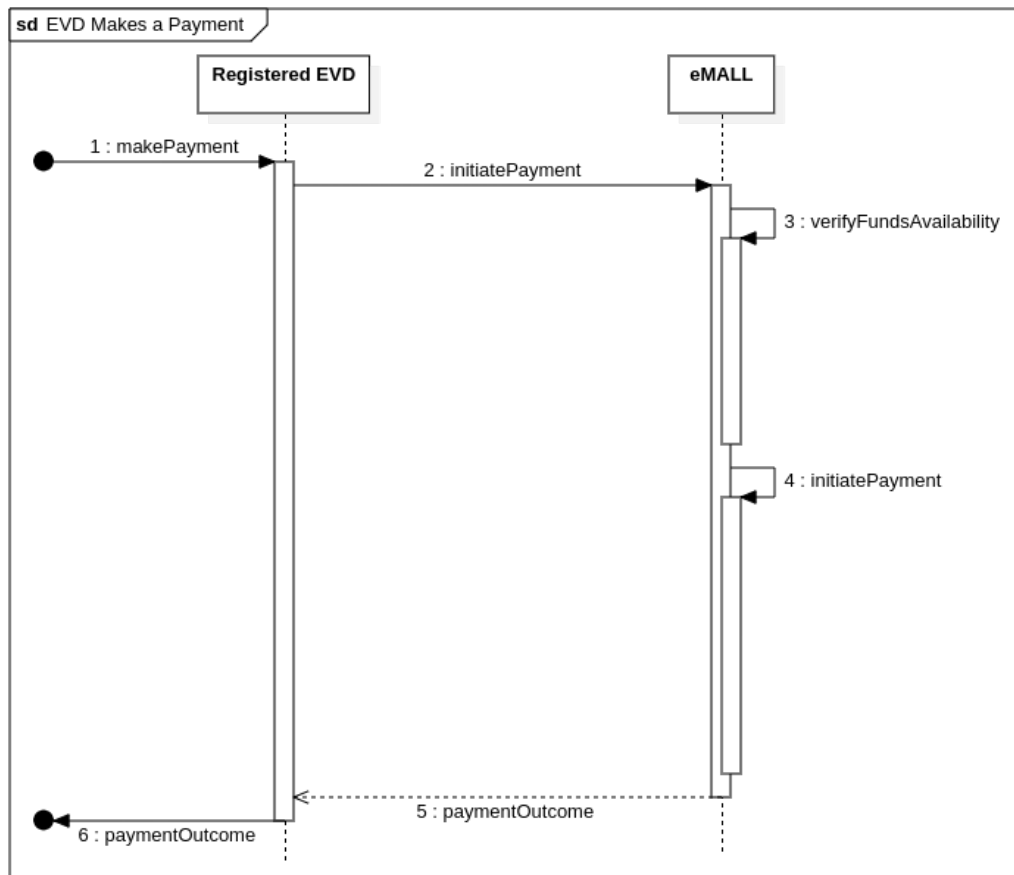 sd EVD Makes a Payment
Registered EVD
eMALL
1 : makePayment
2 : initiatePayment
3 : verifyFundsAvailability
4 : initiatePayment
5 : paymentOutcome
6 : paymentOutcome